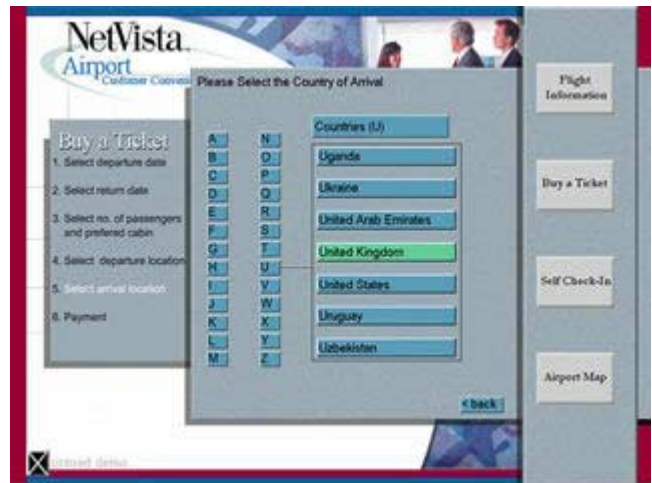 NetVista
Airport
Customer
Please Select the Country of Arrival
Buy a Ticket
1. Select departure date
2. Select return date
3. Select no. of passengers
and prefered cabin
4. Select departure location
5. Select arrival location
6. Payment
A
B
C
D
E
F
G
H
I
J
K
L
M
N
O
P
Q
R
S
T
U
V
W
X
Y
Z
Countries (U)
Uganda
Ukraine
United Arab Emirates
United Kingdom
United States
Uruguay
Uzbekistan
< back
Flight
Information
Buy a Ticket
Self Check-In
Airport Map
demo